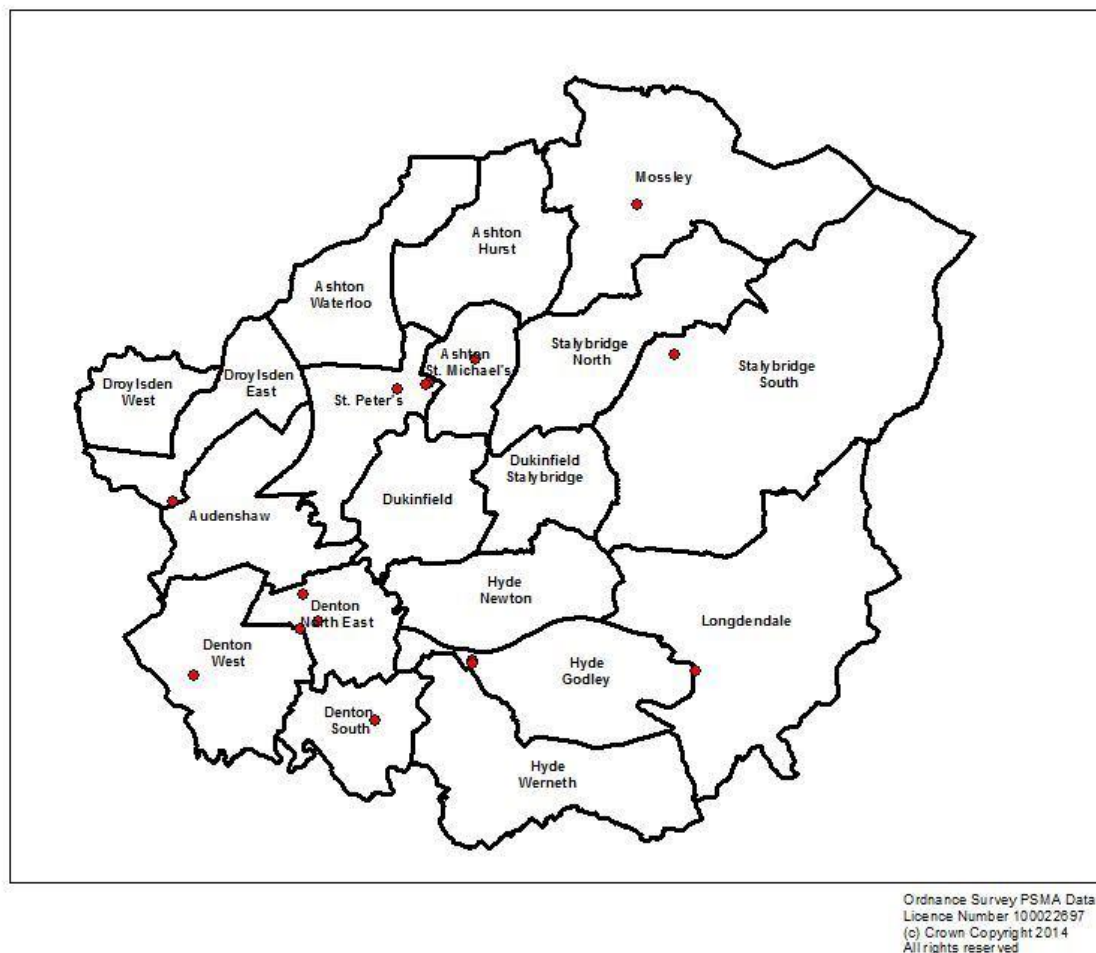 Mossley
Ashton
Hurst
Ashton
Waterloo
Stalybridge
North
Ashton
St. Michael's
Stalybridge
South
Droylsden
West
Droylsden
East
St. Peter's
Dukinfield
Stalybridge
Dukinfield
Audenshaw
Hyde
Newton
Denton
North East
Longdendale
Denton
West
Hyde
Godley
Denton
South
Hyde
Werneth
Ordnance Survey PSMA Data
Licence Number 100022697
(c) Crown Copyright 2014
All rights reserved